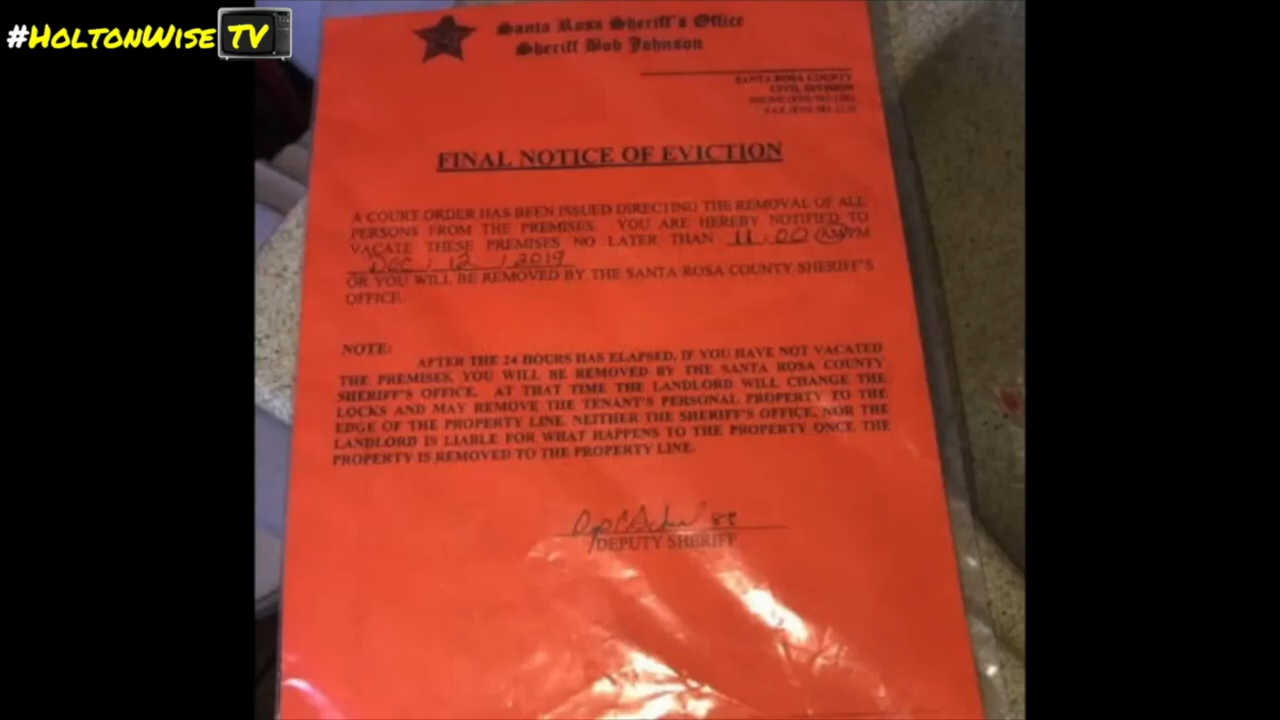 #HOLTONWISE TV
Santa Rosa Sheriff's Office
Sheriff Bob Johnson
SANTA ROSA COUNTY
CIVIL DIVISION
FINAL NOTICE OF EVICTION
A COURT ORDER HAS BEEN ISSUED DIRECTING THE REMOVAL OF ALL
PERSONS FROM THE PREMISES. YOU ARE HEREBY NOTIFIED TO
VACATE THESE PREMISES NO LATER THAN 11:00 AM/PM
DEC / 12 / 2019
OR YOU WILL BE REMOVED BY THE SANTA ROSA COUNTY SHERIFF'S
OFFICE.
NOTE:
AFTER THE 24 HOURS HAS ELAPSED, IF YOU HAVE NOT VACATED
THE PREMISES, YOU WILL BE REMOVED BY THE SANTA ROSA COUNTY
SHERIFF'S OFFICE. AT THAT TIME THE LANDLORD WILL CHANGE THE
LOCKS AND MAY REMOVE THE TENANT'S PERSONAL PROPERTY TO THE
EDGE OF THE PROPERTY LINE. NEITHER THE SHERIFF'S OFFICE, NOR THE
LANDLORD IS LIABLE FOR WHAT HAPPENS TO THE PROPERTY ONCE THE
PROPERTY IS REMOVED TO THE PROPERTY LINE.
DEPUTY SHERIFF